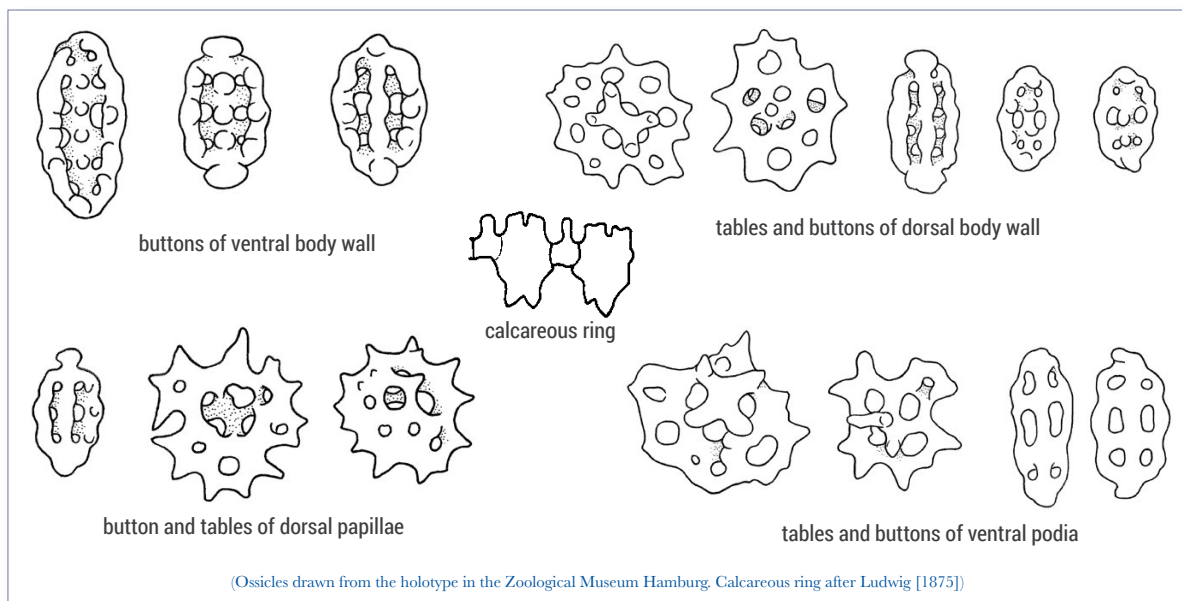 buttons of ventral body wall
tables and buttons of dorsal body wall
calcareous ring
button and tables of dorsal papillae
tables and buttons of ventral podia
(Ossicles drawn from the holotype in the Zoological Museum Hamburg. Calcareous ring after Ludwig [1875])